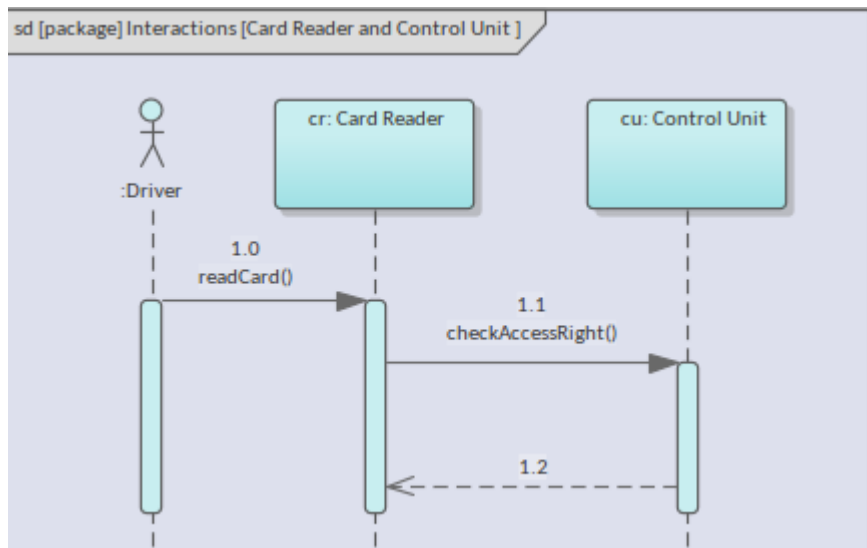 sd [package] Interactions [Card Reader and Control Unit ]
cr: Card Reader
cu: Control Unit
:Driver
1.0
readCard()
1.1
checkAccessRight()
1.2